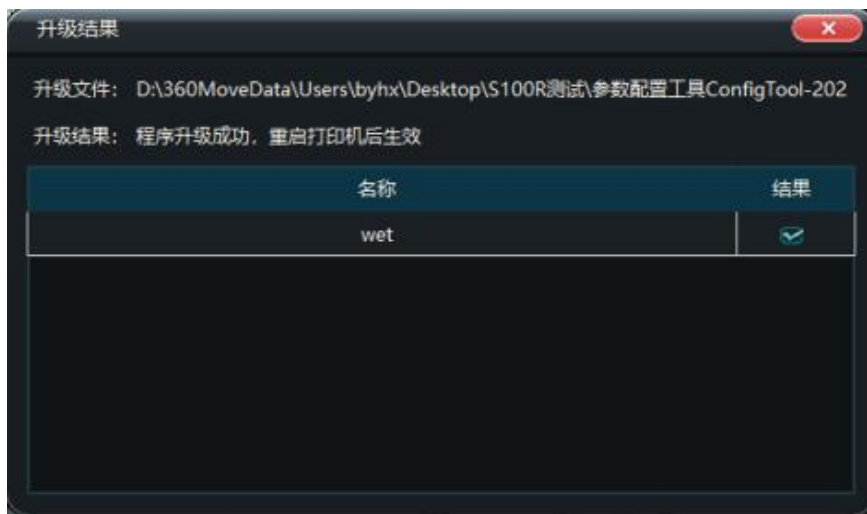 升级结果
升级文件: D:\360MoveData\Users\byhx\Desktop\S100R测试\参数配置工具ConfigTool-202
升级结果: 程序升级成功，重启打印机后生效
名称 结果
wet